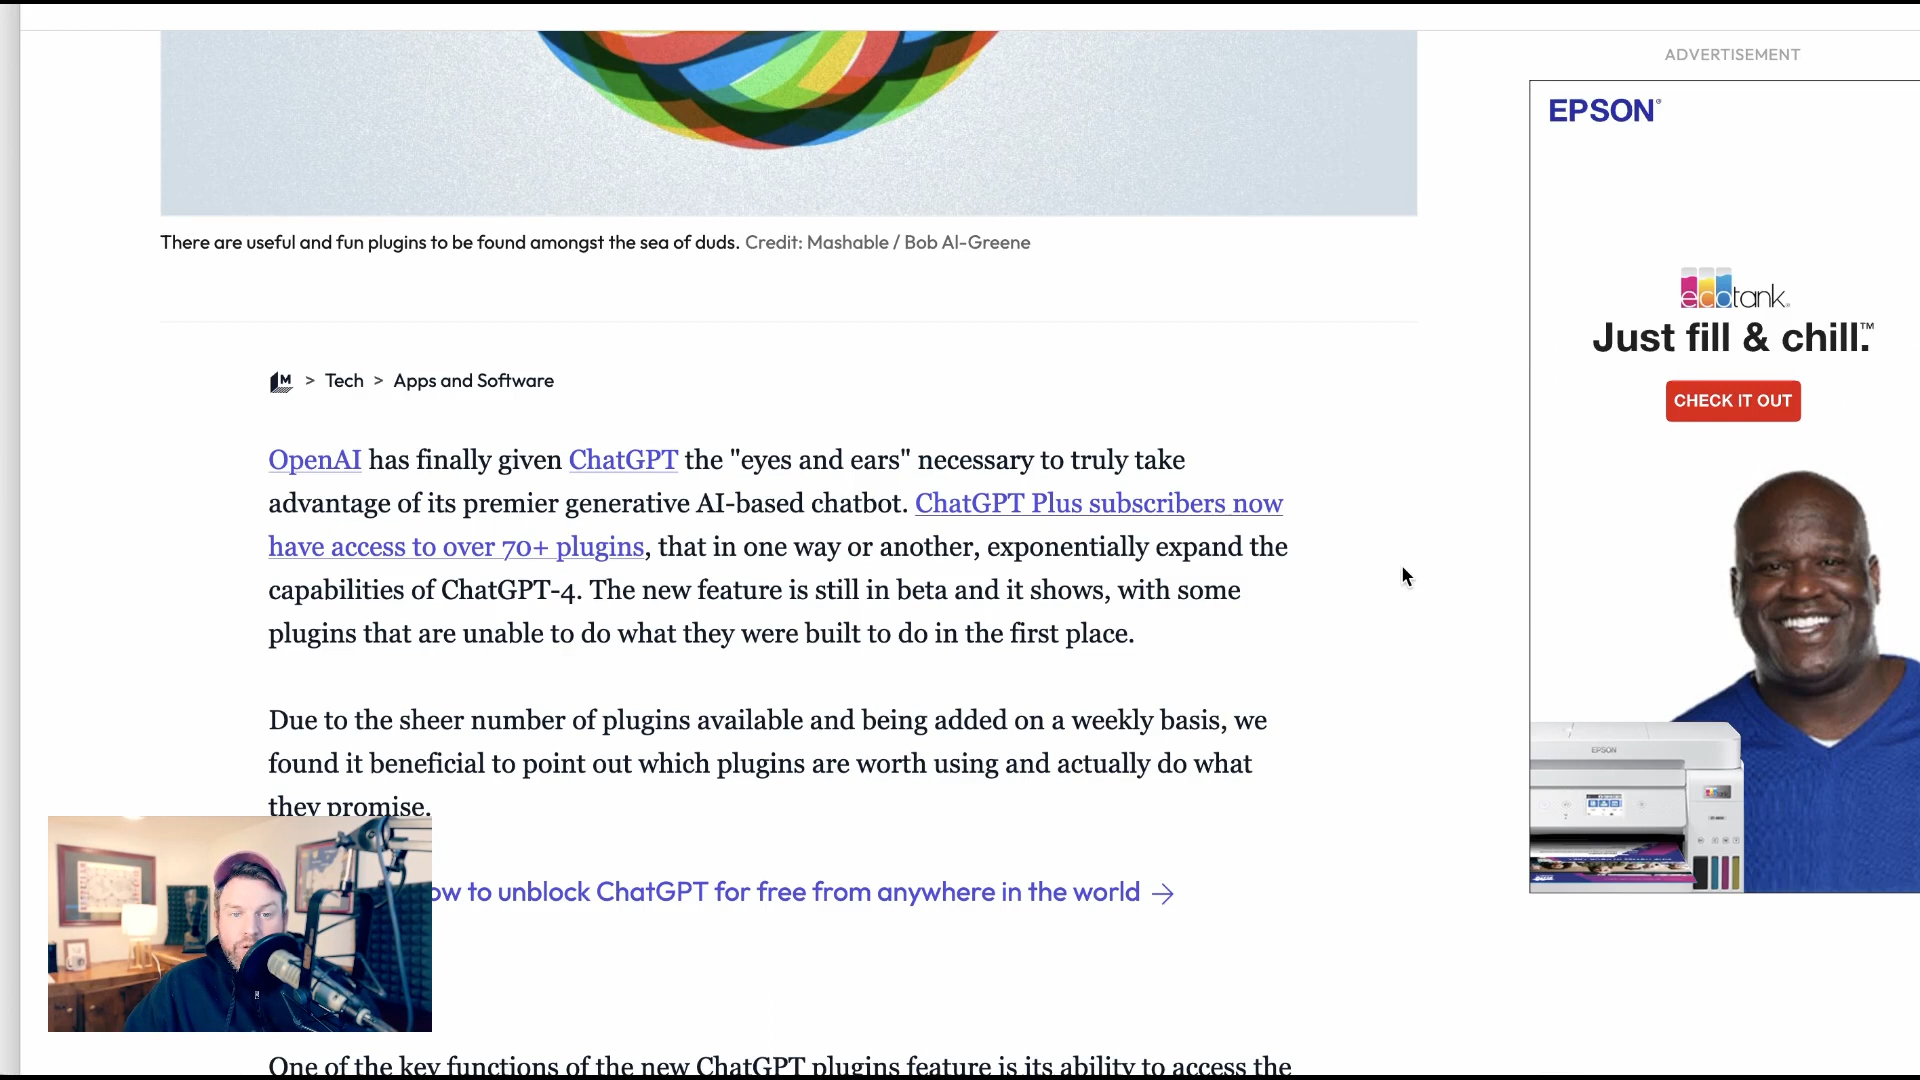 ADVERTISEMENT
EPSON®
There are useful and fun plugins to be found amongst the sea of duds. Credit: Mashable / Bob Al-Greene
ecotank®
Just fill & chill.™
CHECK IT OUT
M > Tech > Apps and Software
OpenAI has finally given ChatGPT the "eyes and ears" necessary to truly take
advantage of its premier generative AI-based chatbot. ChatGPT Plus subscribers now
have access to over 70+ plugins, that in one way or another, exponentially expand the
capabilities of ChatGPT-4. The new feature is still in beta and it shows, with some
plugins that are unable to do what they were built to do in the first place.
Due to the sheer number of plugins available and being added on a weekly basis, we
found it beneficial to point out which plugins are worth using and actually do what
they promise.
EPSON
ow to unblock ChatGPT for free from anywhere in the world →
One of the key functions of the new ChatGPT plugins feature is its ability to access the